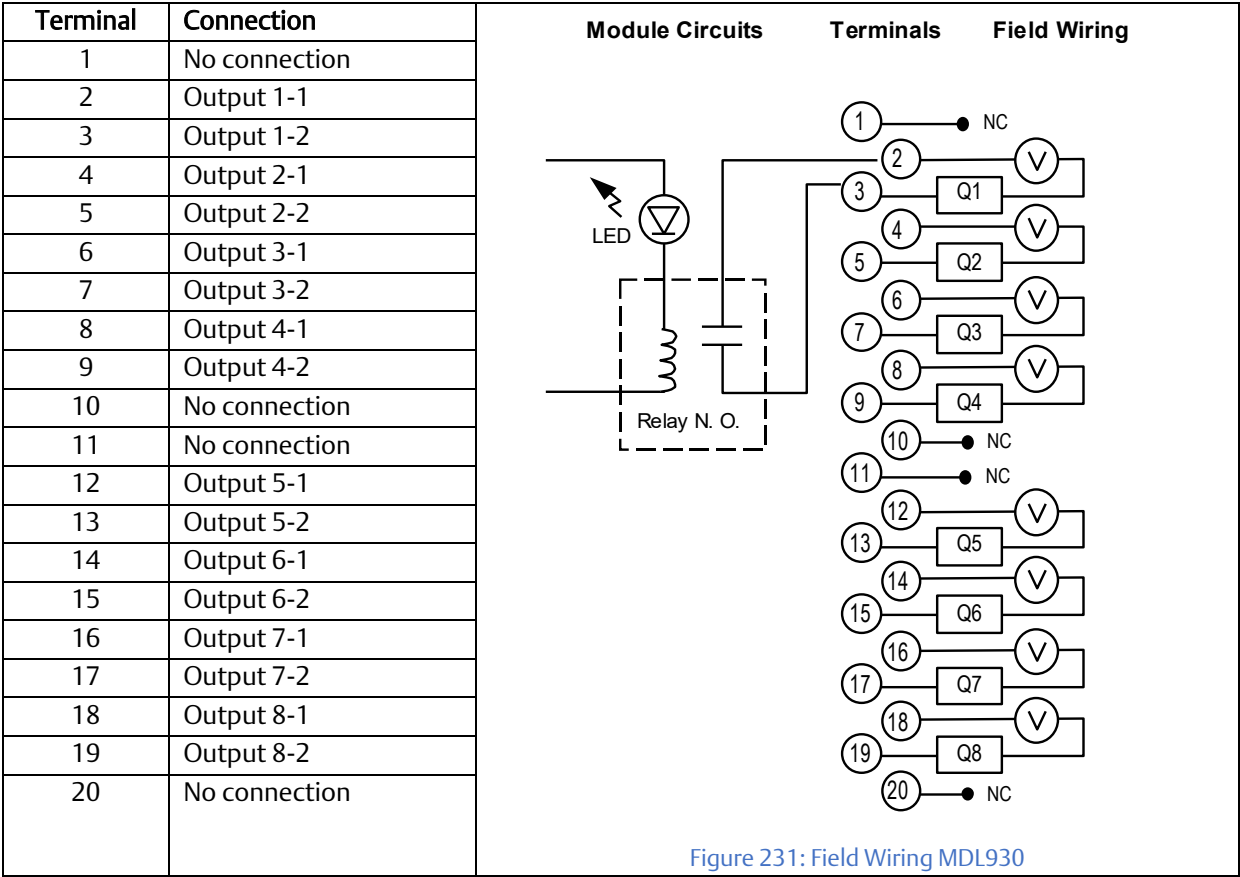 Terminal Connection
1 No connection
2 Output 1-1
3 Output 1-2
4 Output 2-1
5 Output 2-2
6 Output 3-1
7 Output 3-2
8 Output 4-1
9 Output 4-2
10 No connection
11 No connection
12 Output 5-1
13 Output 5-2
14 Output 6-1
15 Output 6-2
16 Output 7-1
17 Output 7-2
18 Output 8-1
19 Output 8-2
20 No connection
Module Circuits Terminals Field Wiring
1 NC
2 V
3 Q1
4 V
LED
5 Q2
6 V
7 Q3
8 V
9 Q4
Relay N. O.
10 NC
11 NC
12 V
13 Q5
14 V
15 Q6
16 V
17 Q7
18 V
19 Q8
20 NC
Figure 231: Field Wiring MDL930